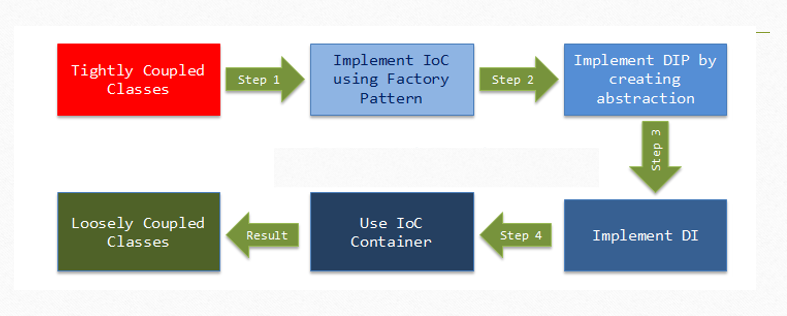 Tightly Coupled
Classes
Step 1
Implement IoC
using Factory
Pattern
Step 2
Implement DIP by
creating
abstraction
Step 3
Implement DI
Step 4
Use IoC
Container
Result
Loosely Coupled
Classes